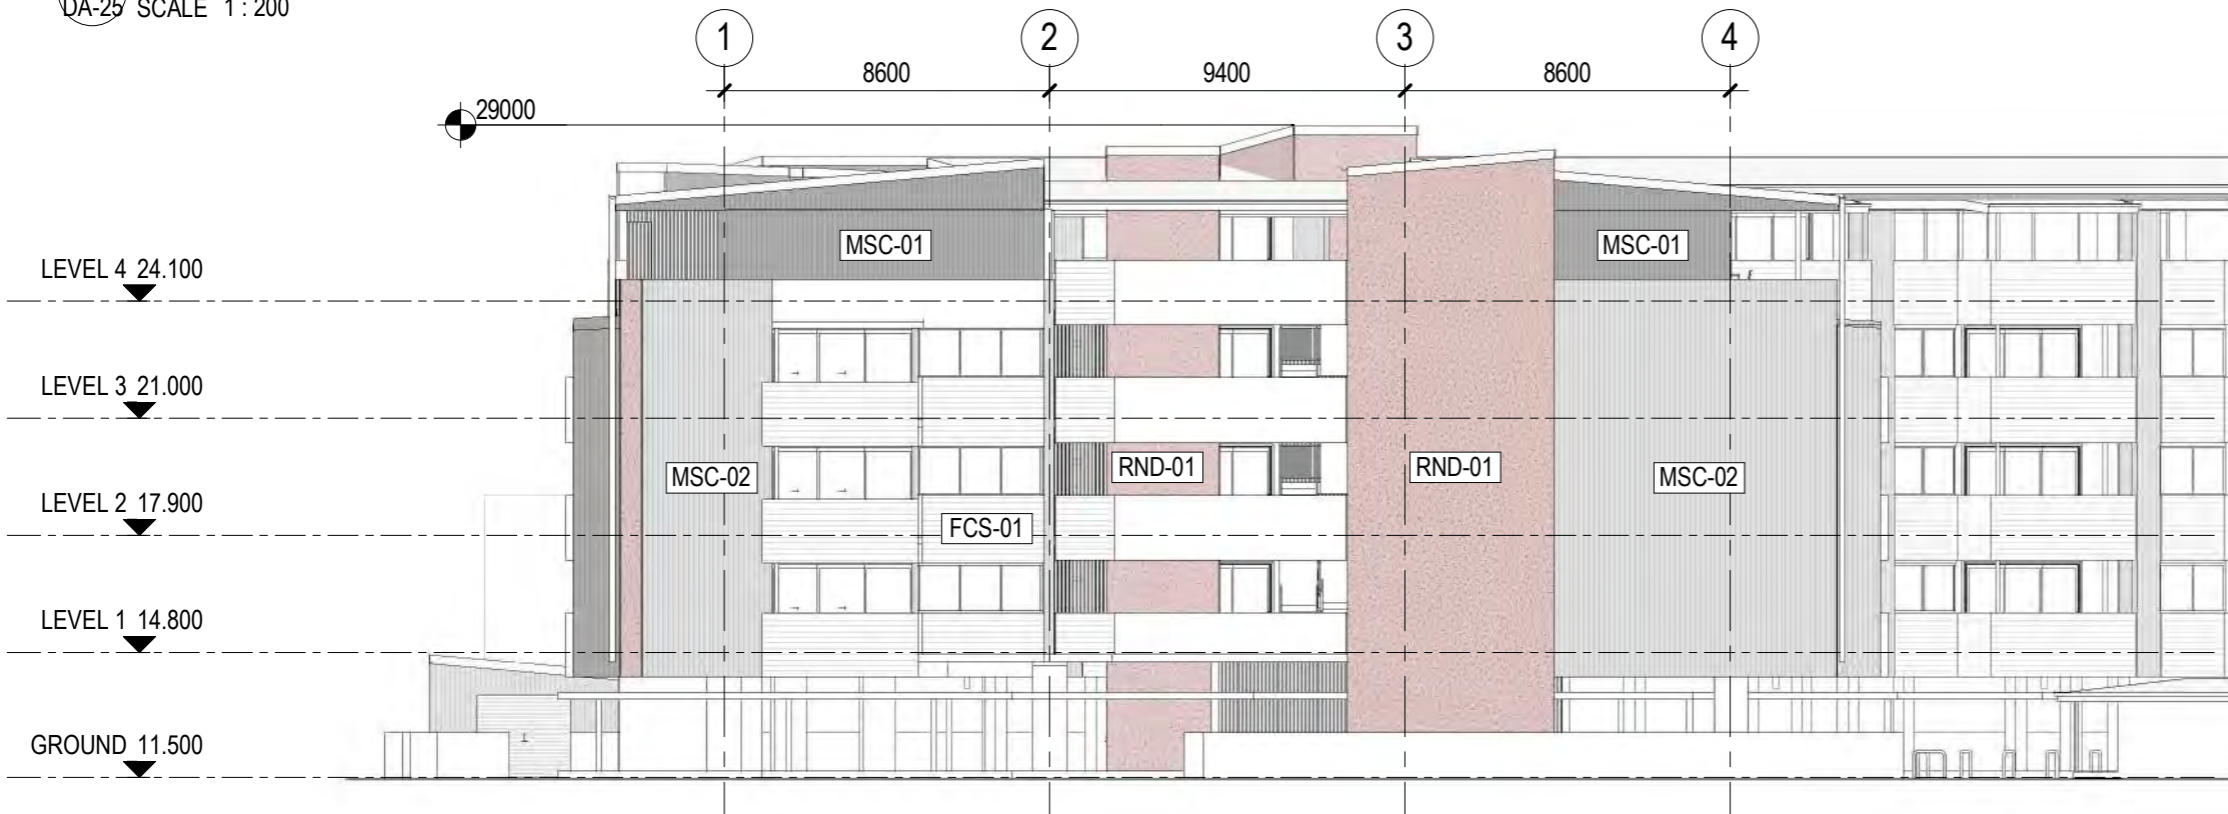 DA-25 SCALE 1 : 200
1 2 3 4
8600 9400 8600
29000
MSC-01 MSC-01
LEVEL 4 24.100
LEVEL 3 21.000
MSC-02 RND-01 RND-01 MSC-02
LEVEL 2 17.900
FCS-01
LEVEL 1 14.800
GROUND 11.500